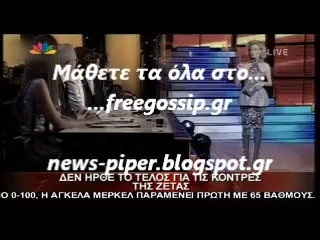 LIVE
Μάθετε τα όλα στο...
...freegossip.gr
news-piper.blogspot.gr
ΔΕΝ ΗΡΘΕ ΤΟ ΤΕΛΟΣ ΓΙΑ ΤΙΣ ΚΟΝΤΡΕΣ
ΤΗΣ ΖΕΤΑΣ
ΠΟ 0-100, Η ΑΓΚΕΛΑ ΜΕΡΚΕΛ ΠΑΡΑΜΕΝΕΙ ΠΡΩΤΗ ΜΕ 65 ΒΑΘΜΟΥΣ.